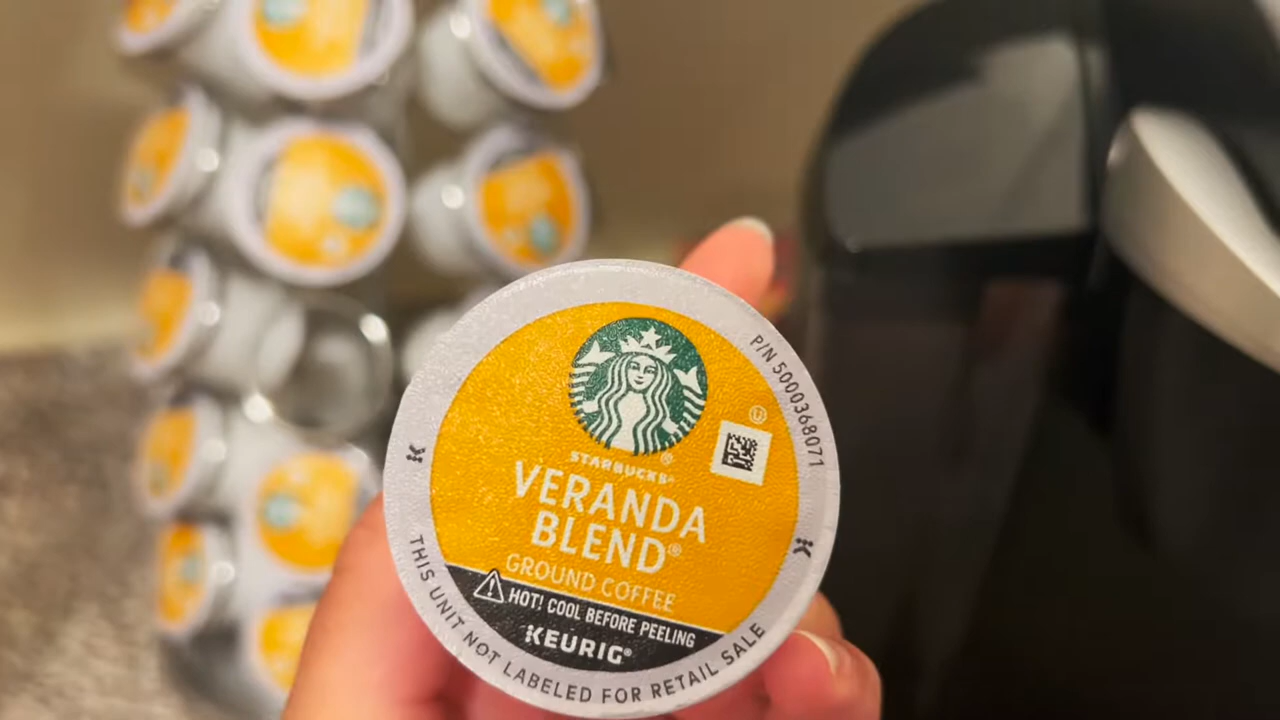 STARBUCKS®
VERANDA
BLEND®
GROUND COFFEE
HOT! COOL BEFORE PEELING
KEURIG®
THIS UNIT NOT LABELED FOR RETAIL SALE
P/N 5000368071
U
K
K